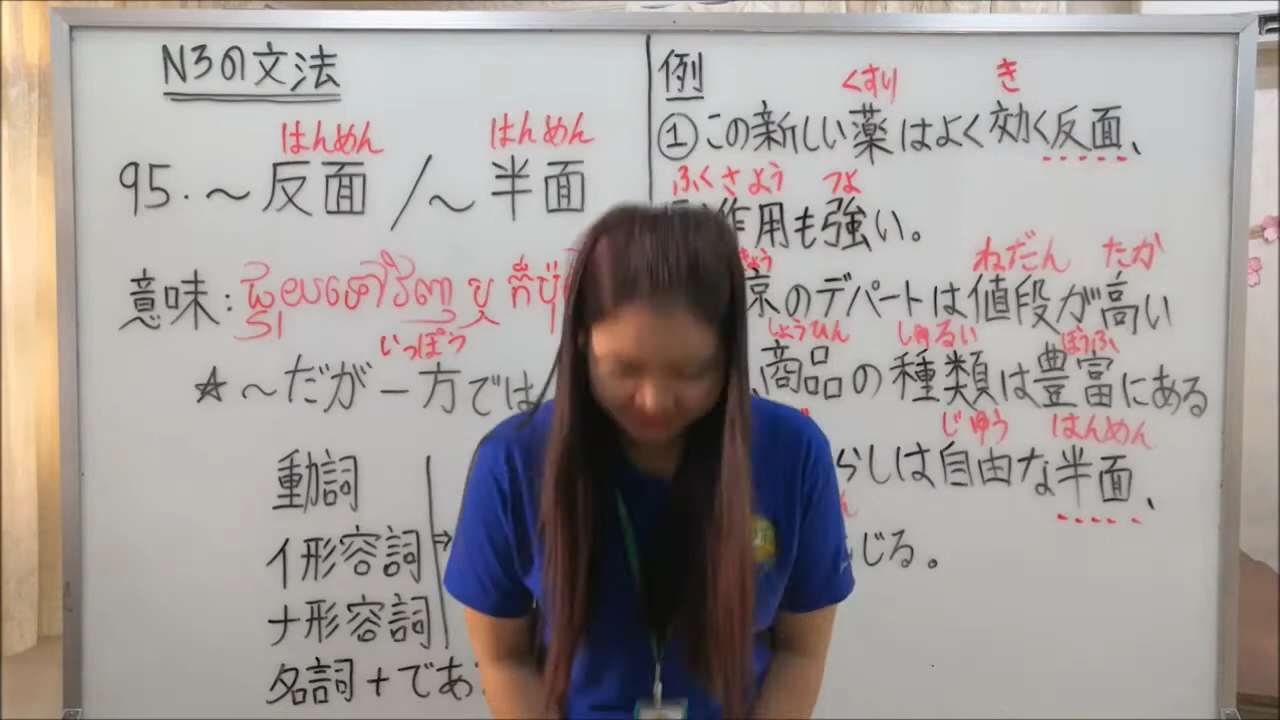 N3の文法
はんめん はんめん
95. ～反面 /～半面
意味:
いっぽう
☆ ～だが一方では
動詞
イ形容詞
ナ形容詞
名詞+であ
例
くすり き
①この新しい薬はよく効く反面、
ふくさよう つよ
作用も強い。
ねだん たか
京のデパートは値段が高い
しょうひん しゅるい ほうふ
商品の種類は豊富にある
じゆう はんめん
らしは自由な半面、
じる。